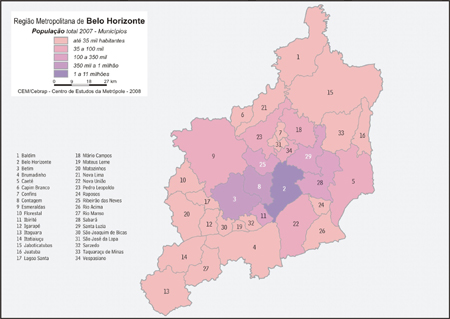 Região Metropolitana de Belo Horizonte
População total 2007 - Municípios
até 35 mil habitantes
35 a 100 mil
100 a 350 mil
350 mil a 1 milhão
1 a 11 milhões
0 9 18 27 km
CEM/Cebrap - Centro de Estudos da Metrópole - 2008
1 Baldim
2 Belo Horizonte
3 Betim
4 Brumadinho
5 Caeté
6 Capim Branco
7 Confins
8 Contagem
9 Esmeraldas
10 Florestal
11 Ibirité
12 Igarapé
13 Itaguara
14 Itatiaiuçu
15 Jaboticatubas
16 Juatuba
17 Lagoa Santa
18 Mário Campos
19 Mateus Leme
20 Matozinhos
21 Nova Lima
22 Nova União
23 Pedro Leopoldo
24 Raposos
25 Ribeirão das Neves
26 Rio Acima
27 Rio Manso
28 Sabará
29 Santa Luzia
30 São Joaquim de Bicas
31 São José da Lapa
32 Sarzedo
33 Taquaraçu de Minas
34 Vespasiano
1
15
21
6
33
16
7
23
31
34
9
25
29
10
28
5
8
2
3
17
20
11
24
12
30
19
32
22
26
4
14
27
13